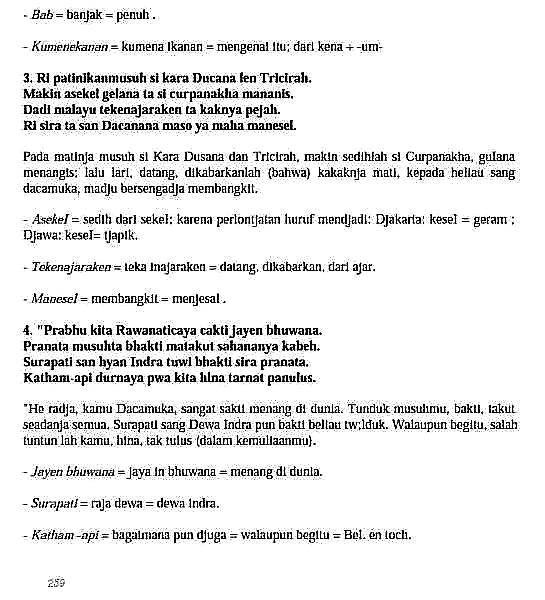 - Bab = banjak = penuh .
- Kumenekanan = kumena ikanan = mengenai itu; dari kena + -um-
3. Ri patinikanmusuh si kara Ducana len Tricirah.
Makin asekel gelana ta si curpanakha mananis.
Dadi malayu tekenajaraken ta kaknya pejah.
Ri sira ta san Dacanana maso ya maha manesel.
Pada matinja musuh si Kara Dusana dan Tricirah, makin sedihlah si Curpanakha, gulana
menangis; lalu lari, datang, dikabarkanlah (bahwa) kakaknja mati, kepada beliau sang
dacamuka, madju bersengadja membangkit.
- Asekel = sedih dari sekel; karena perlontjatan huruf mendjadi: Djakarta: kesel = geram ;
Djawa: kesel= tjapik.
- Tekenajaraken = teka inajaraken = datang, dikabarkan, dari ajar.
- Manesel = membangkit = menjesal .
4. "Prabhu kita Rawanaticaya cakti jayen bhuwana.
Pranata musuhta bhakti matakut sahananya kabeh.
Surapati san hyan Indra tuwi bhakti sira pranata.
Katham-api durnaya pwa kita hina tarnat panulus.
"He radja, kamu Dacamuka, sangat sakti menang di dunia. Tunduk musuhmu, bakti, takut
seadanja semua. Surapati sang Dewa Indra pun bakti beliau tw;lduk. Walaupun begitu, salah
tuntun lah kamu, hina, tak tulus (dalam kemuliaanmu).
- Jayen bhuwana = jaya in bhuwana = menang di dunia.
- Surapati = raja dewa = dewa indra.
- Katham-api = bagaimana pun djuga = walaupun begitu = Bel. en toch.
259